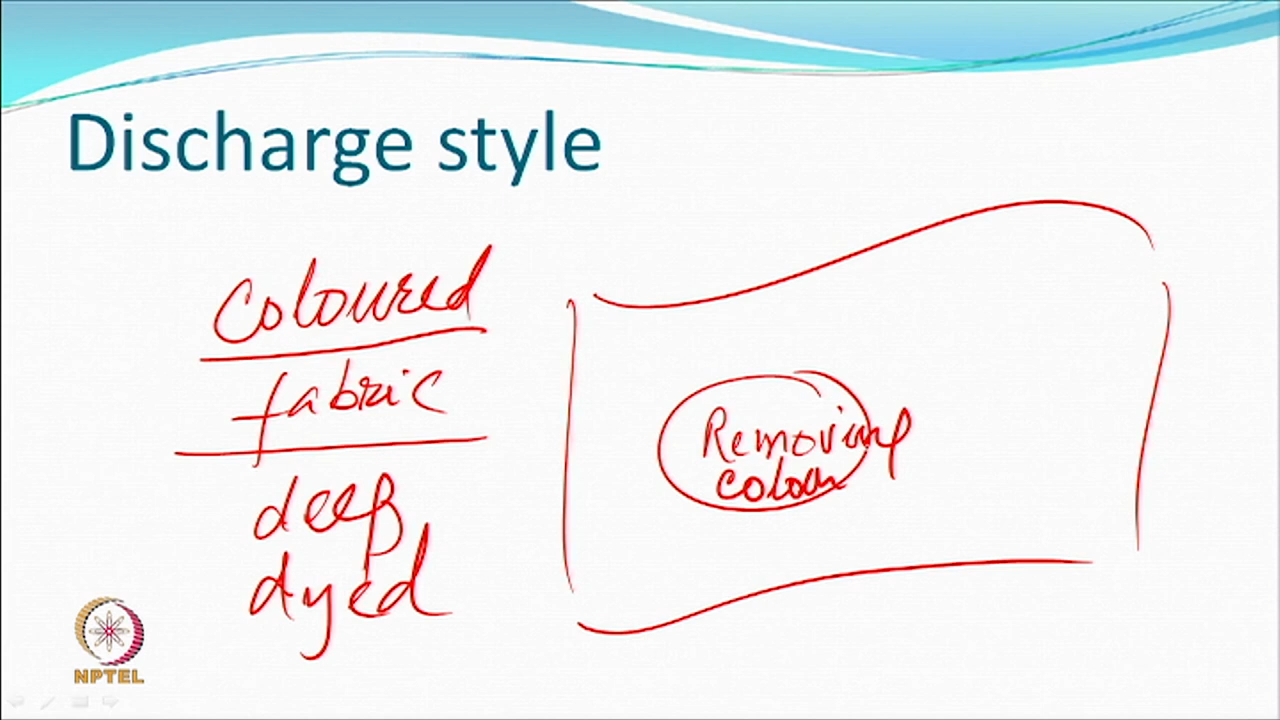 Discharge style
Coloured
fabric
deep
dyed
Removing
colour
NPTEL